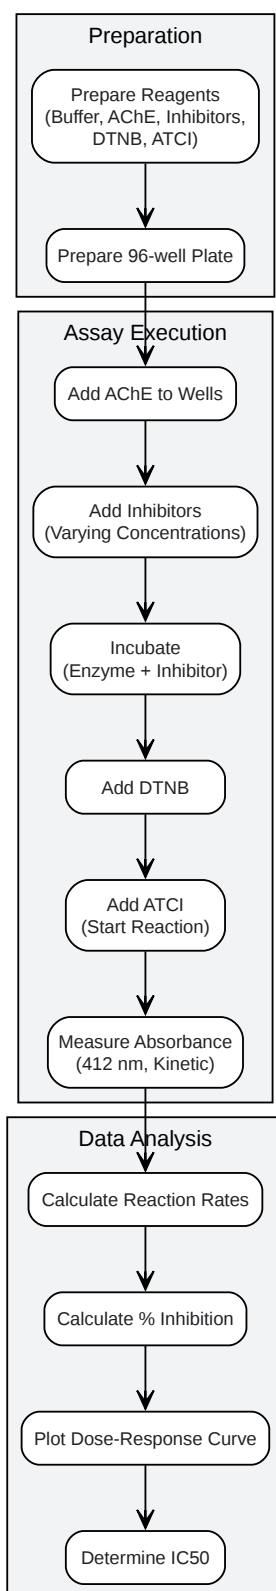 Preparation
Prepare Reagents
(Buffer, AChE, Inhibitors,
DTNB, ATCI)
Prepare 96-well Plate
Assay Execution
Add AChE to Wells
Add Inhibitors
(Varying Concentrations)
Incubate
(Enzyme + Inhibitor)
Add DTNB
Add ATCI
(Start Reaction)
Measure Absorbance
(412 nm, Kinetic)
Data Analysis
Calculate Reaction Rates
Calculate % Inhibition
Plot Dose-Response Curve
Determine IC50